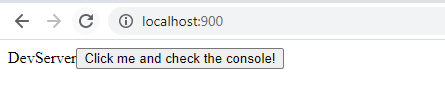 localhost:900
DevServer Click me and check the console!